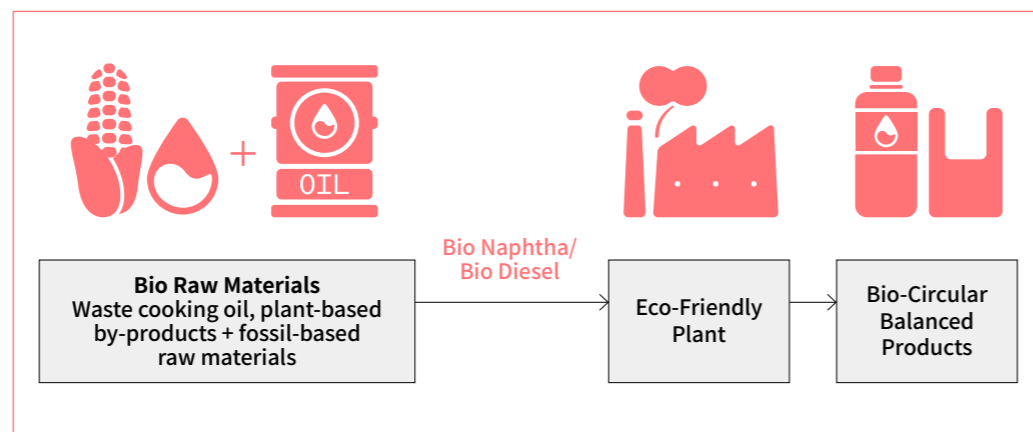 OIL
Bio Naphtha/
Bio Diesel
Bio Raw Materials
Waste cooking oil, plant-based
by-products + fossil-based
raw materials
Eco-Friendly
Plant
Bio-Circular
Balanced
Products